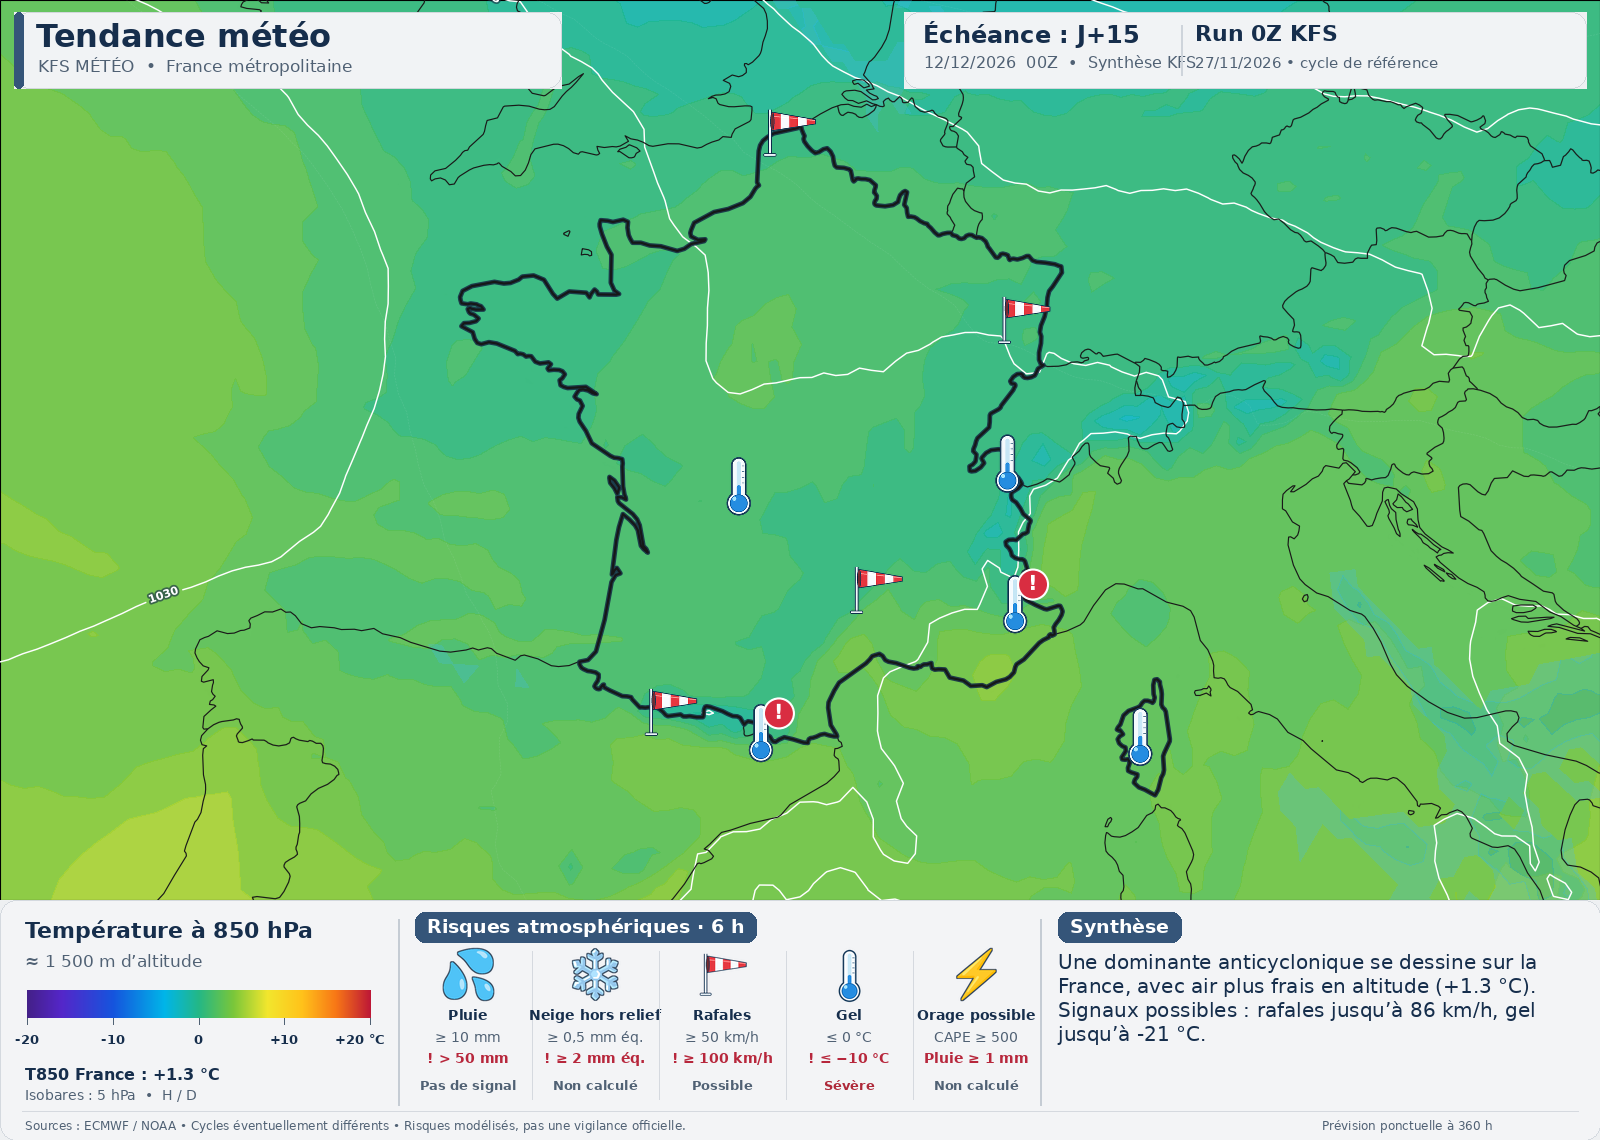 Tendance météo
KFS MÉTÉO • France métropolitaine
Échéance : J+15
12/12/2026 00Z • Synthèse KFS
Run 0Z KFS
27/11/2026 • cycle de référence
!
1030
!
Température à 850 hPa
≈ 1 500 m d’altitude
-20 -10 0 +10 +20 °C
T850 France : +1.3 °C
Isobares : 5 hPa • H / D
Risques atmosphériques · 6 h
Pluie
≥ 10 mm
! > 50 mm
Pas de signal
Neige hors relief
≥ 0,5 mm éq.
! ≥ 2 mm éq.
Non calculé
Rafales
≥ 50 km/h
! ≥ 100 km/h
Possible
Gel
≤ 0 °C
! ≤ −10 °C
Sévère
Orage possible
CAPE ≥ 500
Pluie ≥ 1 mm
Non calculé
Synthèse
Une dominante anticyclonique se dessine sur la
France, avec air plus frais en altitude (+1.3 °C).
Signaux possibles : rafales jusqu’à 86 km/h, gel
jusqu’à -21 °C.
Sources : ECMWF / NOAA • Cycles éventuellement différents • Risques modélisés, pas une vigilance officielle.
Prévision ponctuelle à 360 h